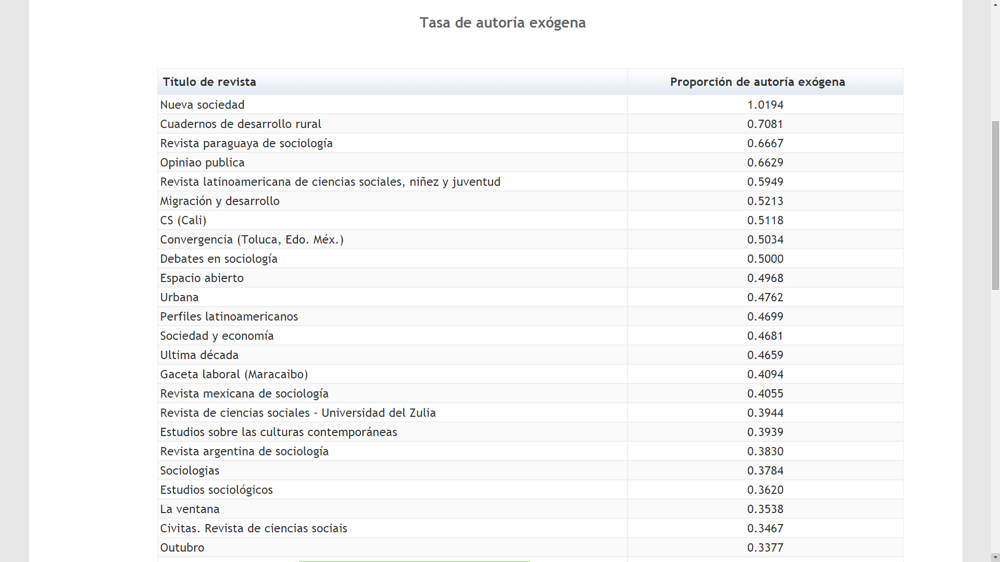 Tasa de autoría exógena
Título de revista Proporción de autoría exógena
Nueva sociedad 1.0194
Cuadernos de desarrollo rural 0.7081
Revista paraguaya de sociología 0.6667
Opiniao publica 0.6629
Revista latinoamericana de ciencias sociales, niñez y juventud 0.5949
Migración y desarrollo 0.5213
CS (Cali) 0.5118
Convergencia (Toluca, Edo. Méx.) 0.5034
Debates en sociología 0.5000
Espacio abierto 0.4968
Urbana 0.4762
Perfiles latinoamericanos 0.4699
Sociedad y economía 0.4681
Ultima década 0.4659
Gaceta laboral (Maracaibo) 0.4094
Revista mexicana de sociología 0.4055
Revista de ciencias sociales - Universidad del Zulia 0.3944
Estudios sobre las culturas contemporáneas 0.3939
Revista argentina de sociología 0.3830
Sociologias 0.3784
Estudios sociológicos 0.3620
La ventana 0.3538
Civitas. Revista de ciencias sociais 0.3467
Outubro 0.3377